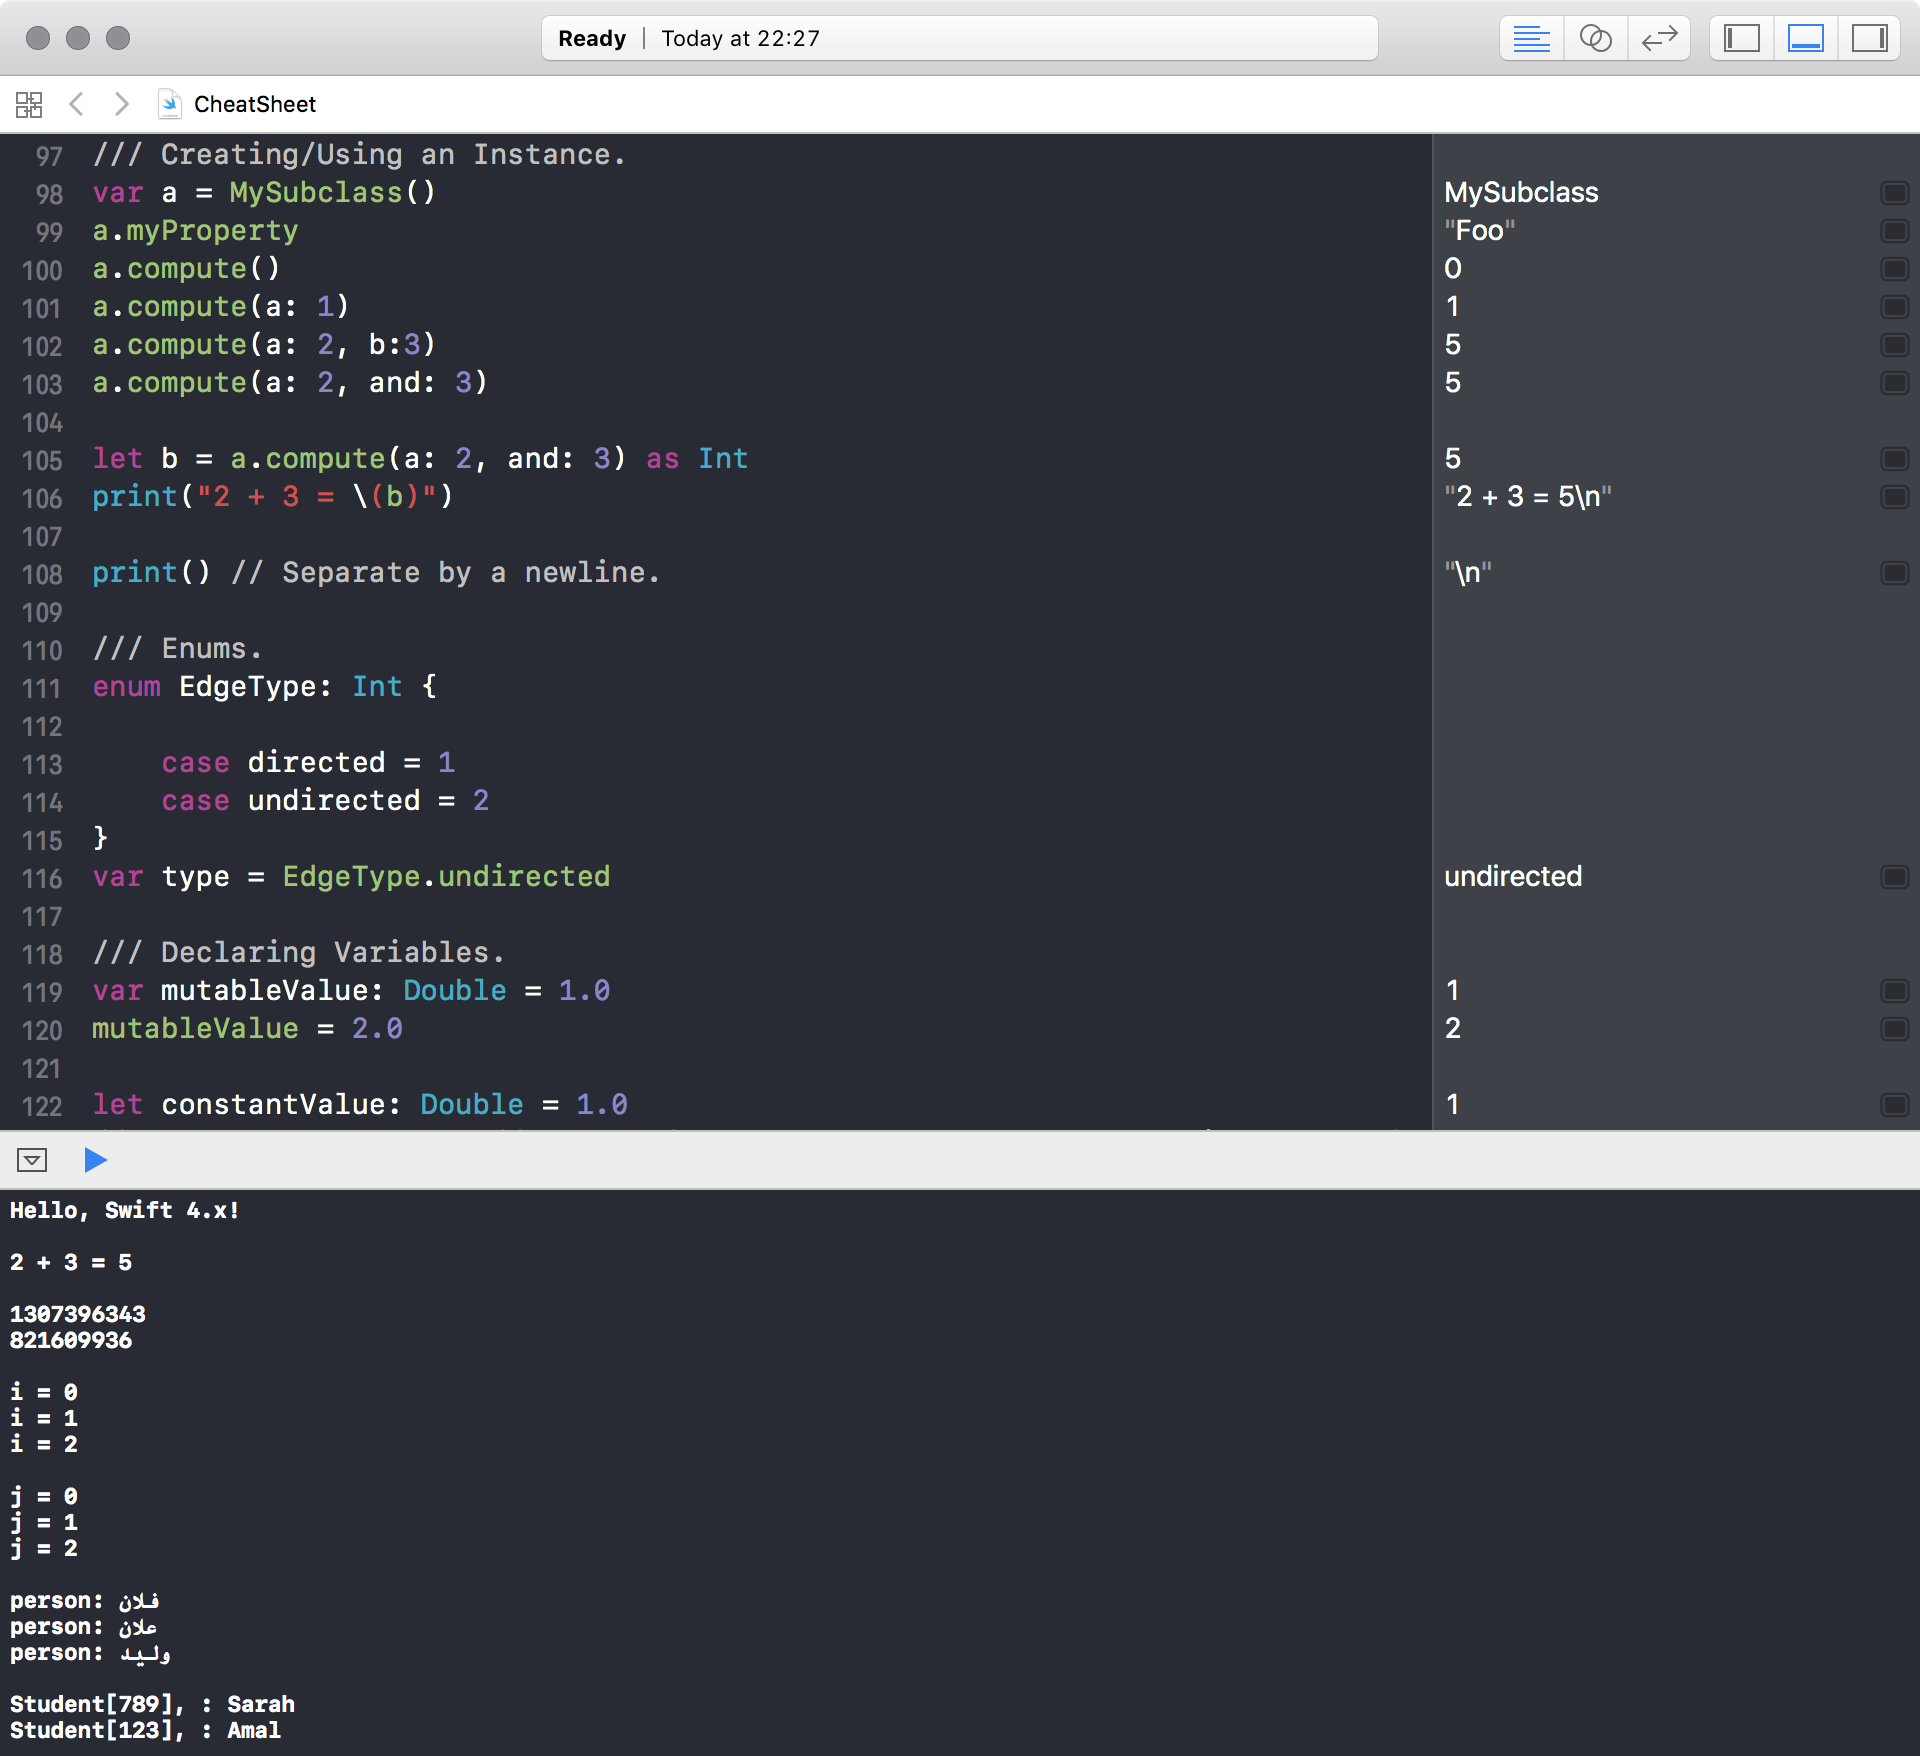 Ready | Today at 22:27
CheatSheet
97 /// Creating/Using an Instance.
98 var a = MySubclass() MySubclass
99 a.myProperty "Foo"
100 a.compute() 0
101 a.compute(a: 1) 1
102 a.compute(a: 2, b:3) 5
103 a.compute(a: 2, and: 3) 5
104
105 let b = a.compute(a: 2, and: 3) as Int 5
106 print("2 + 3 = \(b)") "2 + 3 = 5\n"
107
108 print() // Separate by a newline. "\n"
109
110 /// Enums.
111 enum EdgeType: Int {
112
113 case directed = 1
114 case undirected = 2
115 }
116 var type = EdgeType.undirected undirected
117
118 /// Declaring Variables.
119 var mutableValue: Double = 1.0 1
120 mutableValue = 2.0 2
121
122 let constantValue: Double = 1.0 1
Hello, Swift 4.x!
2 + 3 = 5
1307396343
821609936
i = 0
i = 1
i = 2
j = 0
j = 1
j = 2
person: فلان
person: علان
person: وليد
Student[789], : Sarah
Student[123], : Amal